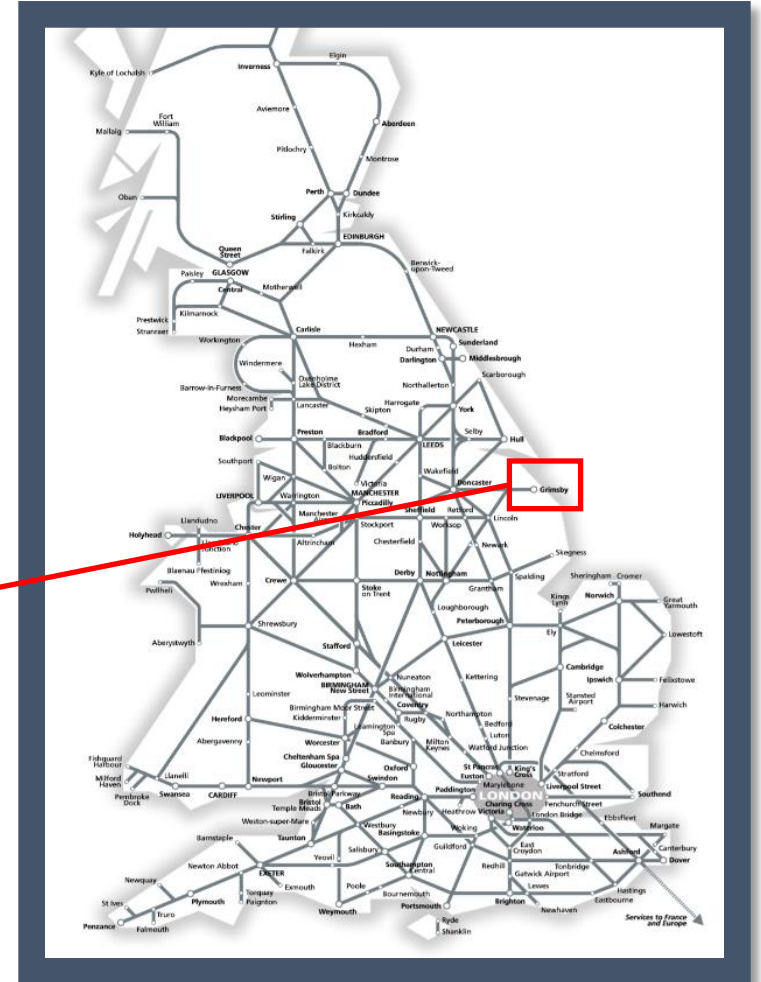 Elgin
Inverness
Kyle of Lochalsh
Aviemore
Fort
William
Aberdeen
Mallaig
Pitlochry
Montrose
Perth
Dundee
Oban
Stirling
Kirkcaldy
EDINBURGH
Queen
Street
Falkirk
Berwick-
upon-Tweed
Paisley
GLASGOW
Central
Motherwell
Prestwick
Kilmarnock
Stranraer
Carlisle
NEWCASTLE
Workington
Hexham
Sunderland
Durham
Darlington
Middlesbrough
Windermere
Scarborough
Oxenholme
Lake District
Northallerton
Barrow-in-Furness
Morecambe
Lancaster
Harrogate
Heysham Port
Skipton
York
Blackpool
Preston
Bradford
Selby
Hull
Blackburn
LEEDS
Huddersfield
Southport
Bolton
Wakefield
Wigan
Victoria
Doncaster
MANCHESTER
Grimsby
LIVERPOOL
Warrington
Piccadilly
Sheffield
Retford
Manchester
Lincoln
Llandudno
Stockport
Worksop
Chester
Holyhead
Altrincham
Chesterfield
Junction
Newark
Skegness
Blaenau Ffestiniog
Derby
Nottingham
Spalding
Sheringham
Cromer
Pwllheli
Wrexham
Crewe
Stoke
on Trent
Grantham
Kings
Lynn
Norwich
Great
Yarmouth
Loughborough
Shrewsbury
Peterborough
Ely
Lowestoft
Aberystwyth
Stafford
Leicester
Wolverhampton
Cambridge
BIRMINGHAM
New Street
Nuneaton
Kettering
Ipswich
Felixstowe
Birmingham
International
Leominster
Stevenage
Stansted
Airport
Birmingham Moor Street
Coventry
Harwich
Hereford
Kidderminster
Rugby
Northampton
Leamington
Spa
Bedford
Colchester
Abergavenny
Worcester
Banbury
Milton
Keynes
Luton
Watford Junction
Chelmsford
Fishguard
Harbour
Cheltenham Spa
Gloucester
Oxford
St Pancras
King's
Cross
Euston
Stratford
Milford
Haven
Llanelli
Newport
Swindon
Marylebone
Liverpool Street
Pembroke
Dock
Swansea
CARDIFF
Bristol Parkway
Reading
Paddington
LONDON
Southend
Bristol
Temple Meads
Bath
Newbury
Heathrow
Victoria
Charing Cross
Fenchurch Street
London Bridge
Ebbsfleet
Weston-super-Mare
Westbury
Woking
Waterloo
Margate
Barnstaple
Taunton
Basingstoke
Guildford
East
Croydon
Canterbury
Salisbury
Ashford
Newton Abbot
Yeovil
Southampton
Central
Redhill
Tonbridge
Dover
EXETER
Gatwick Airport
Newquay
Exmouth
Poole
Lewes
Hastings
Torquay
Bournemouth
Eastbourne
St Ives
Plymouth
Paignton
Portsmouth
Brighton
Newhaven
Truro
Weymouth
Penzance
Falmouth
Ryde
Shanklin
Services to France
and Europe